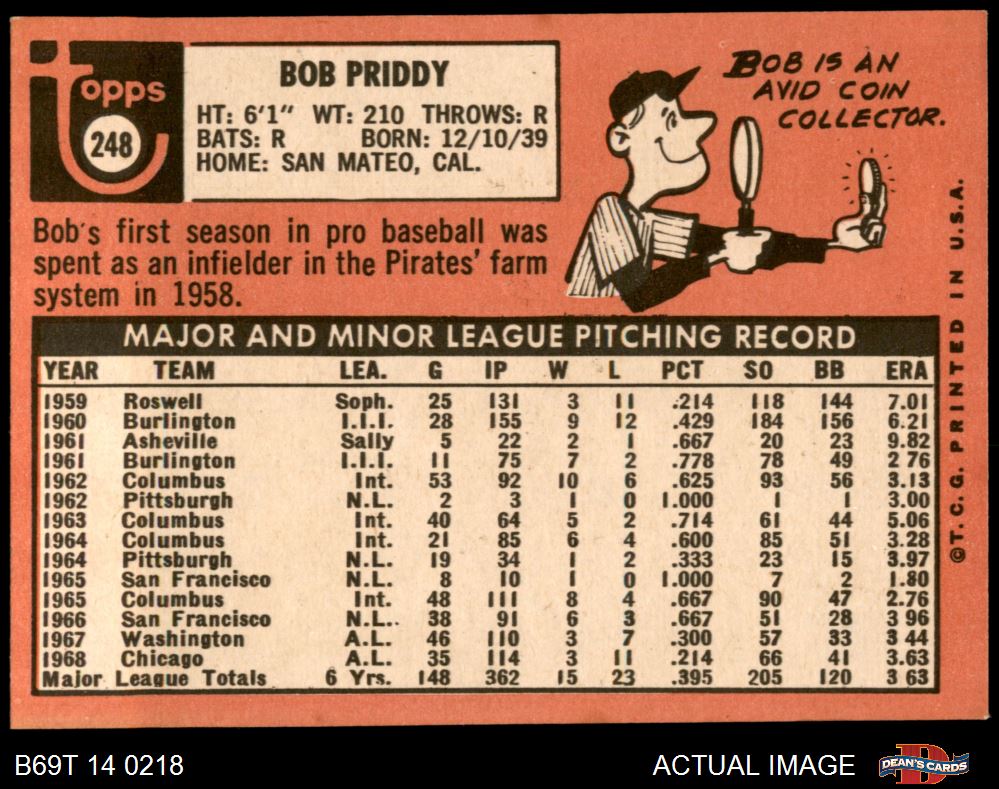 Topps
248
BOB PRIDDY
HT: 6'1" WT: 210 THROWS: R
BATS: R BORN: 12/10/39
HOME: SAN MATEO, CAL.
BOB IS AN
AVID COIN
COLLECTOR.
Bob's first season in pro baseball was
spent as an infielder in the Pirates' farm
system in 1958.
MAJOR AND MINOR LEAGUE PITCHING RECORD
YEAR TEAM LEA. G IP W L PCT SO BB ERA
1959 Roswell Soph. 25 131 3 11 .214 118 144 7.01
1960 Burlington I.I.I. 28 155 9 12 .429 184 156 6.21
1961 Asheville Sally 5 22 2 1 .667 20 23 9.82
1961 Burlington I.I.I. 11 75 7 2 .778 78 49 2 76
1962 Columbus Int. 53 92 10 6 .625 93 56 3.13
1962 Pittsburgh N.L. 2 3 1 0 1.000 1 1 3.00
1963 Columbus Int. 40 64 5 2 .714 61 44 5.06
1964 Columbus Int. 21 85 6 4 .600 85 51 3.28
1964 Pittsburgh N.L. 19 34 1 2 .333 23 15 3.97
1965 San Francisco N.L. 8 10 1 0 1.000 7 2 1.80
1965 Columbus Int. 48 111 8 4 .667 90 47 2.76
1966 San Francisco N.L.. 38 91 6 3 .667 51 28 3 96
1967 Washington A.L. 46 110 3 7 .300 57 33 3 44
1968 Chicago A.L. 35 114 3 11 .214 66 41 3.63
Major League Totals 6 Yrs. 148 362 15 23 .395 205 120 3 63
©T. C. G. PRINTED IN U.S.A.
B69T 14 0218
ACTUAL IMAGE
DEAN'S CARDS